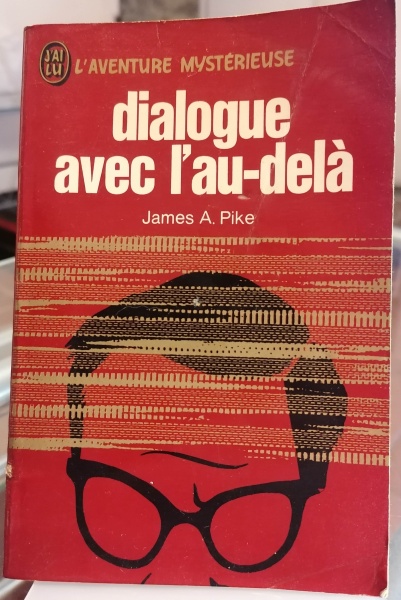 J'AI
LU
L'AVENTURE MYSTÉRIEUSE
dialogue
avec l'au-delà
James A. Pike